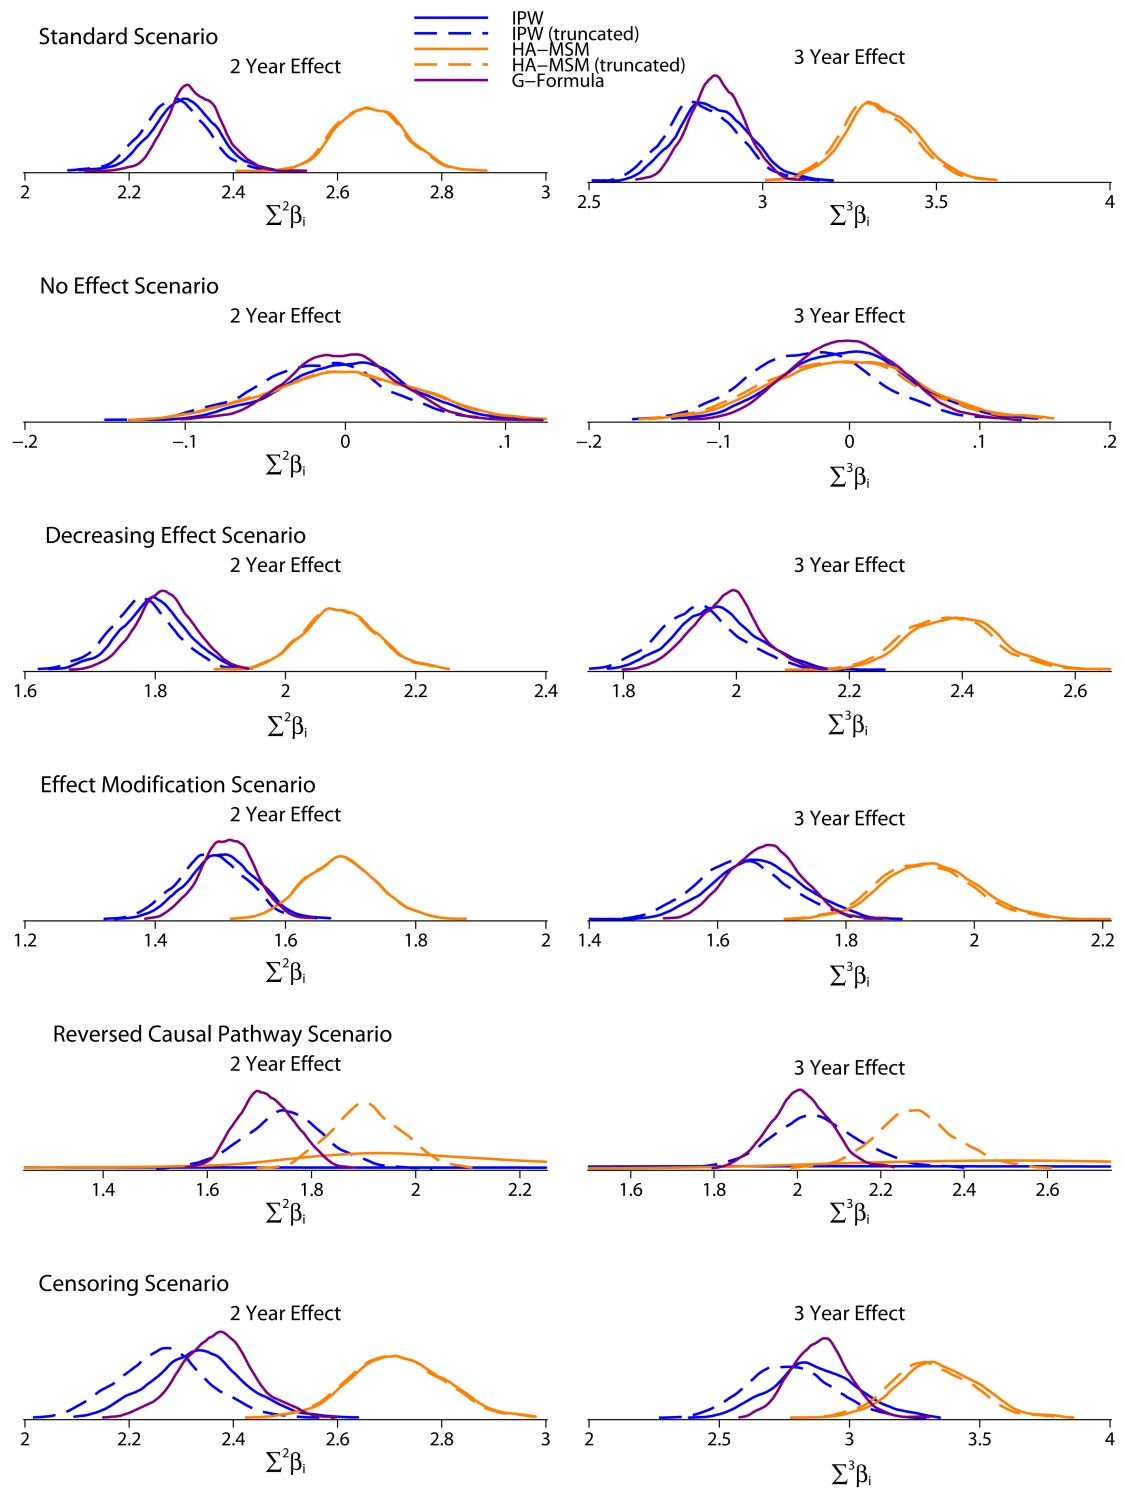 Standard Scenario
IPW
IPW (truncated)
HA−MSM
HA−MSM (truncated)
G−Formula
2 Year Effect
3 Year Effect
2 2.2 2.4 2.6 2.8 3
2.5 3 3.5 4
Σ²βᵢ
Σ³βᵢ
No Effect Scenario
2 Year Effect
3 Year Effect
−.2 −.1 0 .1
−.2 −.1 0 .1 .2
Σ²βᵢ
Σ³βᵢ
Decreasing Effect Scenario
2 Year Effect
3 Year Effect
1.6 1.8 2 2.2 2.4
1.8 2 2.2 2.4 2.6
Σ²βᵢ
Σ³βᵢ
Effect Modification Scenario
2 Year Effect
3 Year Effect
1.2 1.4 1.6 1.8 2
1.4 1.6 1.8 2 2.2
Σ²βᵢ
Σ³βᵢ
Reversed Causal Pathway Scenario
2 Year Effect
3 Year Effect
1.4 1.6 1.8 2 2.2
1.6 1.8 2 2.2 2.4 2.6
Σ²βᵢ
Σ³βᵢ
Censoring Scenario
2 Year Effect
3 Year Effect
2 2.2 2.4 2.6 2.8 3
2 2.5 3 3.5 4
Σ²βᵢ
Σ³βᵢ